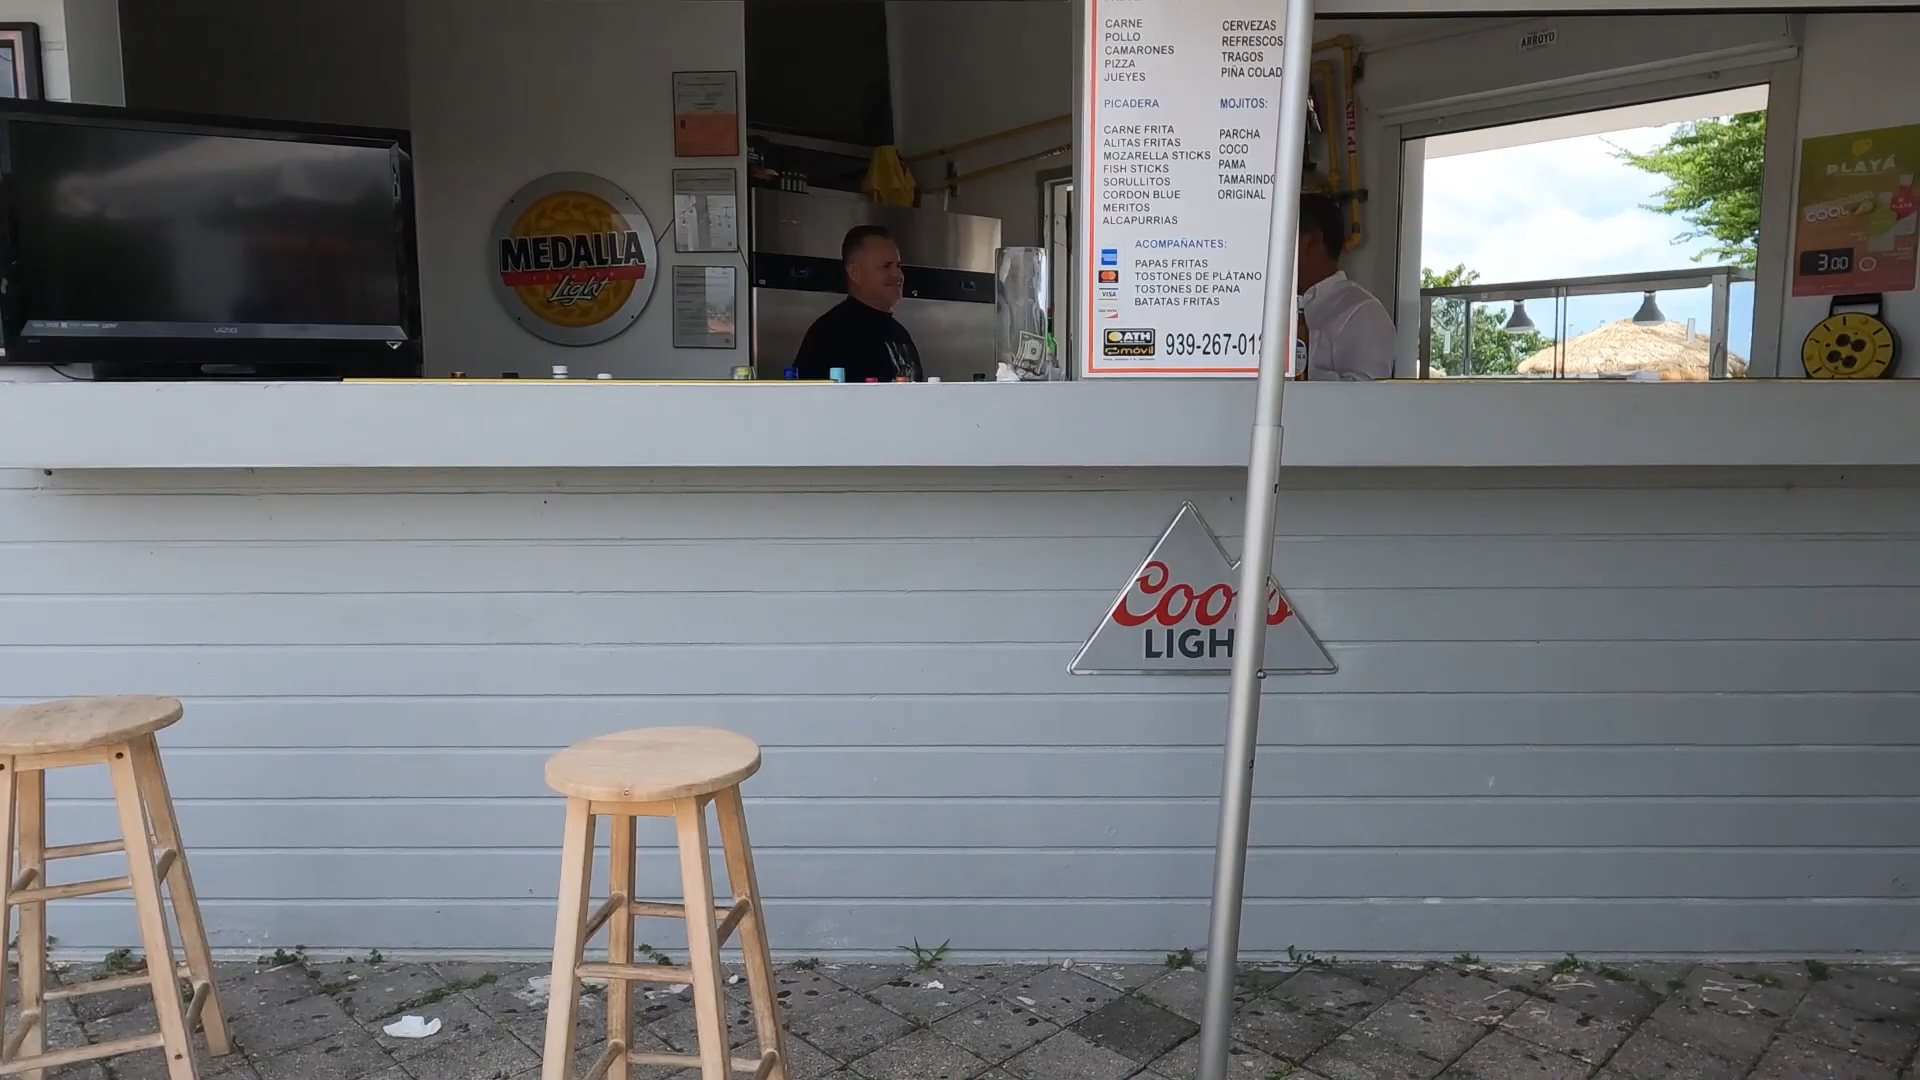 CARNE
POLLO
CAMARONES
PIZZA
JUEYES
PICADERA
CARNE FRITA
ALITAS FRITAS
MOZARELLA STICKS
FISH STICKS
SORULLITOS
CORDON BLUE
MERITOS
ALCAPURRIAS
CERVEZAS
REFRESCOS
TRAGOS
PIÑA COLAD
MOJITOS:
PARCHA
COCO
PAMA
TAMARINDO
ORIGINAL
ACOMPAÑANTES:
PAPAS FRITAS
TOSTONES DE PLÁTANO
TOSTONES DE PANA
BATATAS FRITAS
VISA
ATH
móvil
939-267-01
ARROYO
PLAYA
COOL
3.00
MEDALLA
Light
VIZIO
Coors
LIGH